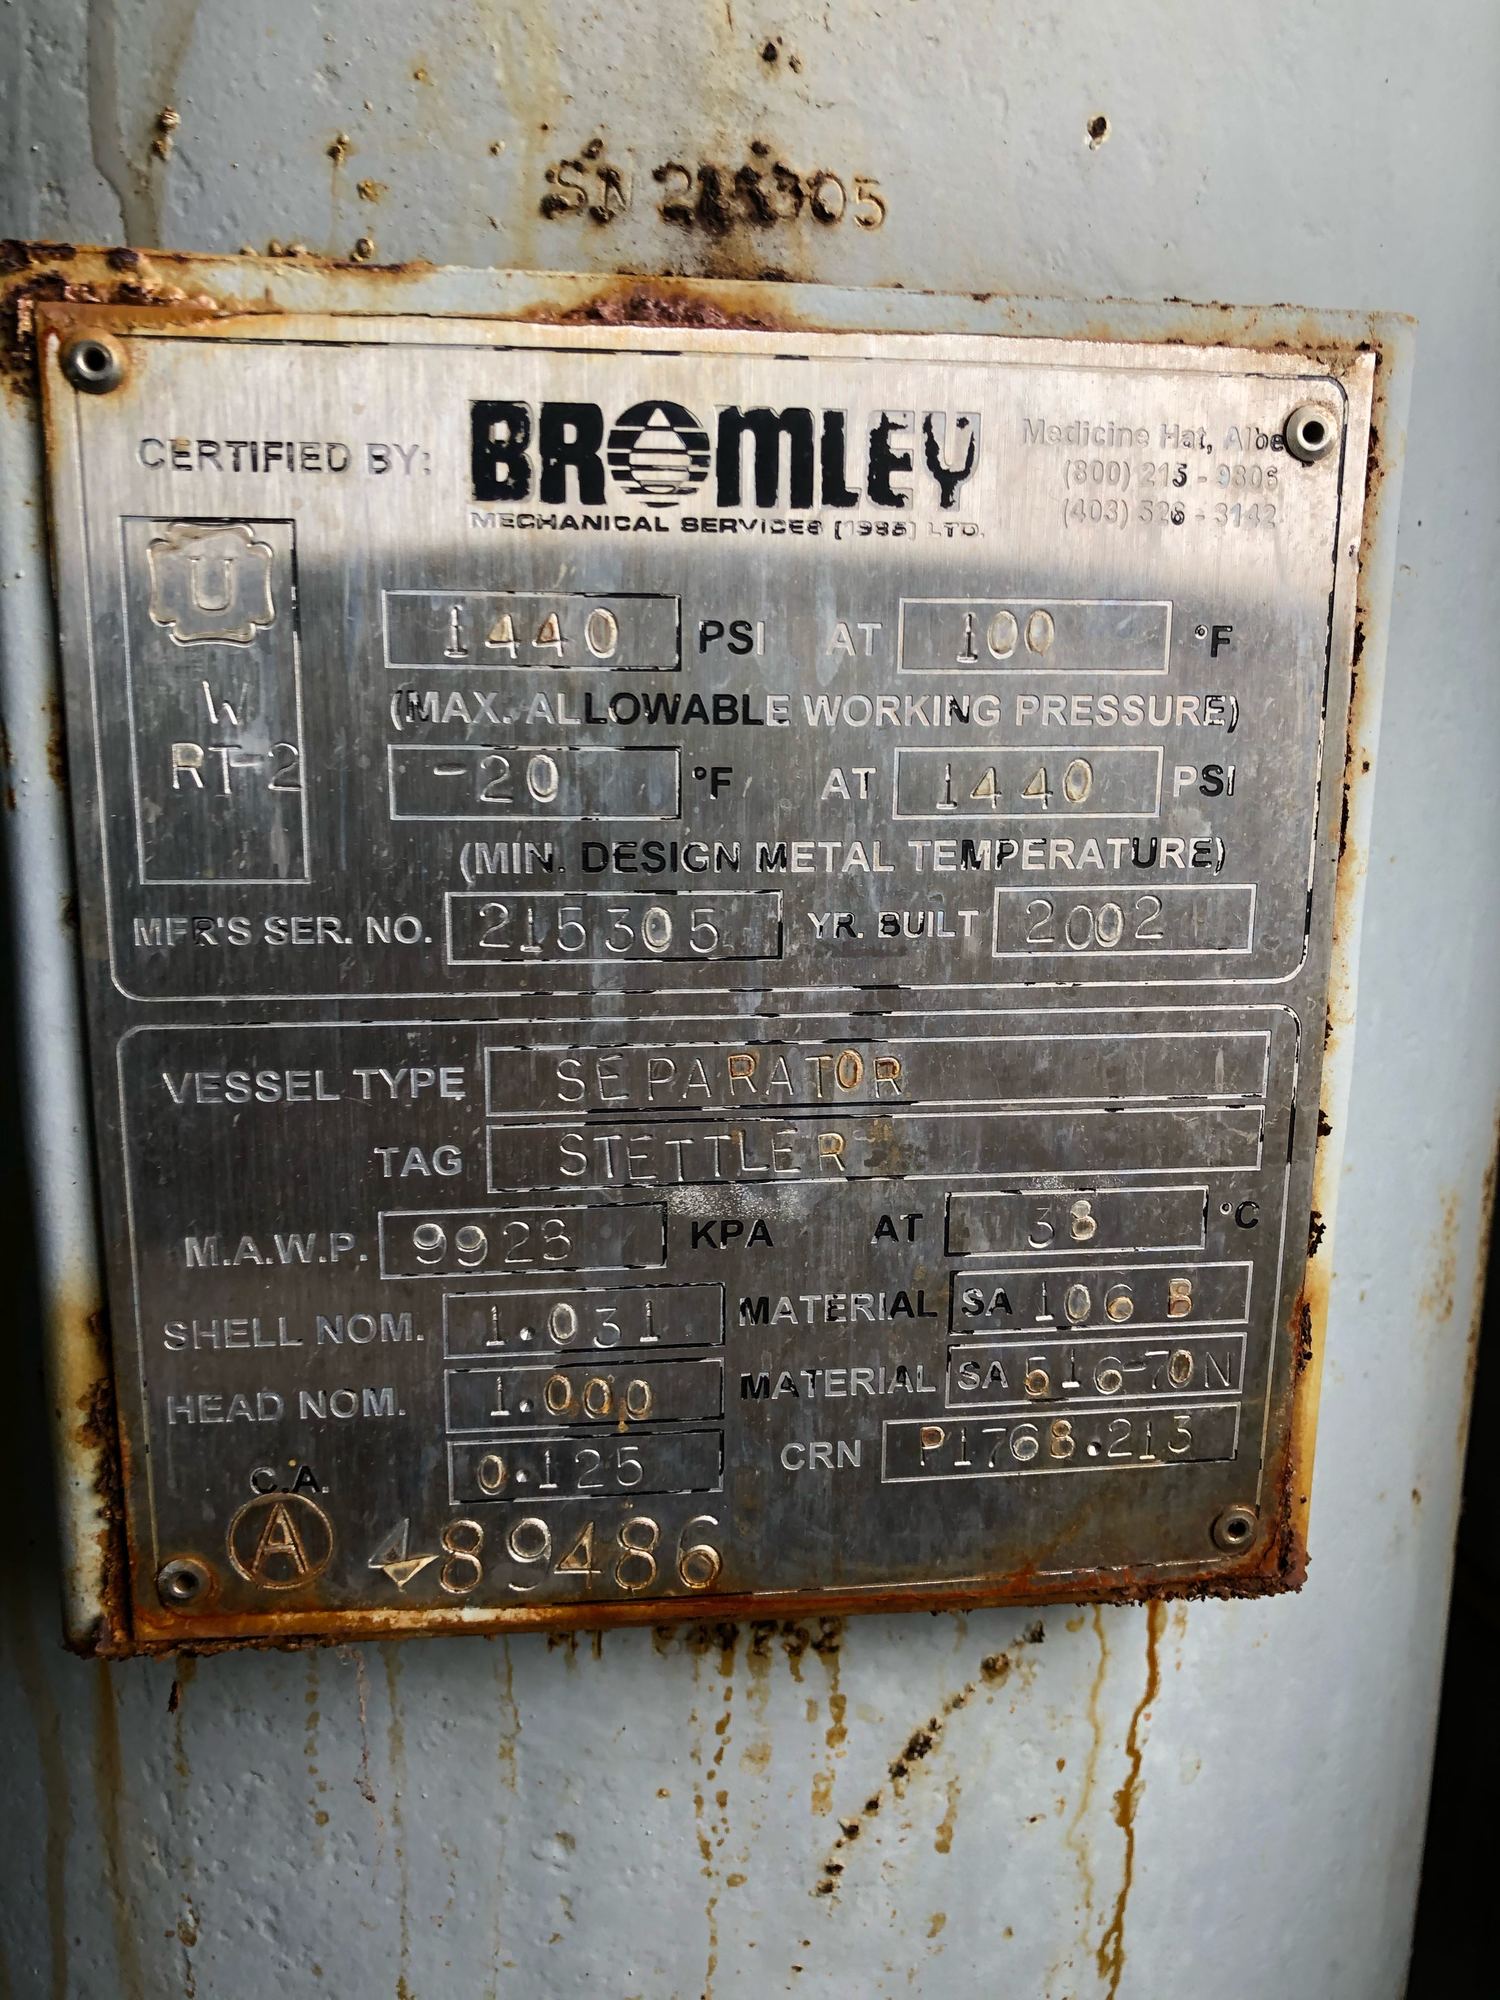 SN 215305
CERTIFIED BY: BROMLEY Medicine Hat,
MECHANICAL SERVICES (1985) LTD. (800) 215 - 9806
(403) 528 - 3142
U
W
RT-2
1440 PSI AT 100 °F
(MAX. ALLOWABLE WORKING PRESSURE)
-20 °F AT 1440 PSI
(MIN. DESIGN METAL TEMPERATURE)
MFR'S SER. NO. 215305 YR. BUILT 2002
VESSEL TYPE SEPARATOR
TAG STETTLER
M.A.W.P. 9928 KPA AT 38 °C
SHELL NOM. 1.031 MATERIAL SA 106 B
HEAD NOM. 1.000 MATERIAL SA 516-70N
C.A. 0.125 CRN P1768.213
A 489486